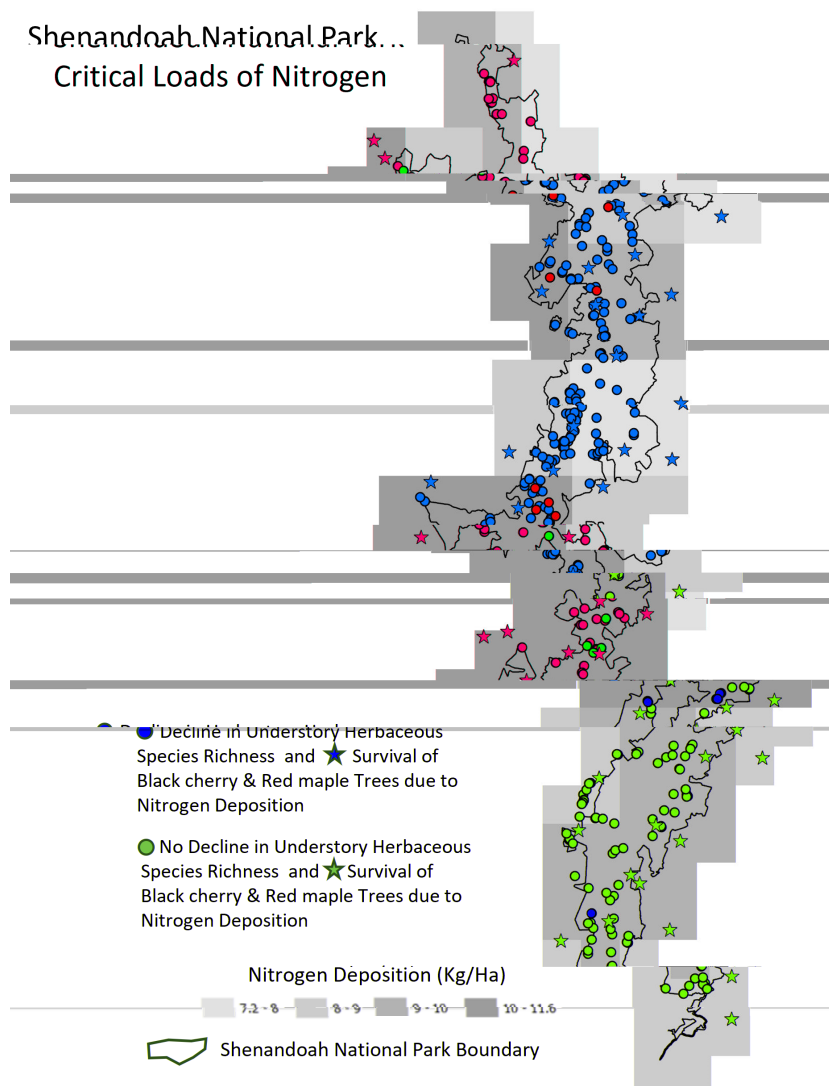 Shenandoah National Park
Critical Loads of Nitrogen
Decline in Understory Herbaceous
Species Richness and Survival of
Black cherry & Red maple Trees due to
Nitrogen Deposition
No Decline in Understory Herbaceous
Species Richness and Survival of
Black cherry & Red maple Trees due to
Nitrogen Deposition
Nitrogen Deposition (Kg/Ha)
7.2 - 8 8 - 9 9 - 10 10 - 11.6
Shenandoah National Park Boundary